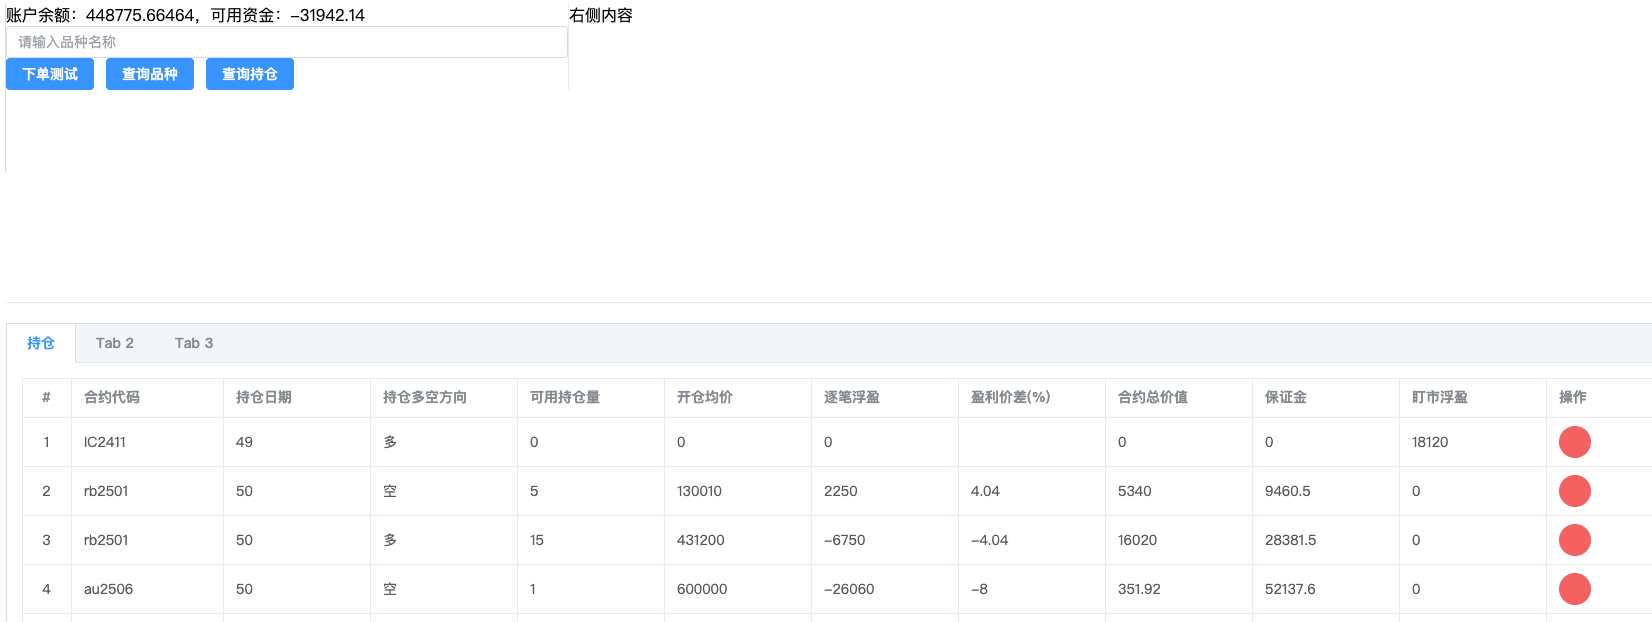 账户余额：448775.66464，可用资金：-31942.14
右侧内容
请输入品种名称
下单测试 查询品种 查询持仓
持仓 Tab 2 Tab 3
# 合约代码 持仓日期 持仓多空方向 可用持仓量 开仓均价 逐笔浮盈 盈利价差(%) 合约总价值 保证金 盯市浮盈 操作
1 IC2411 49 多 0 0 0 0 0 18120
2 rb2501 50 空 5 130010 2250 4.04 5340 9460.5 0
3 rb2501 50 多 15 431200 -6750 -4.04 16020 28381.5 0
4 au2506 50 空 1 600000 -26060 -8 351.92 52137.6 0